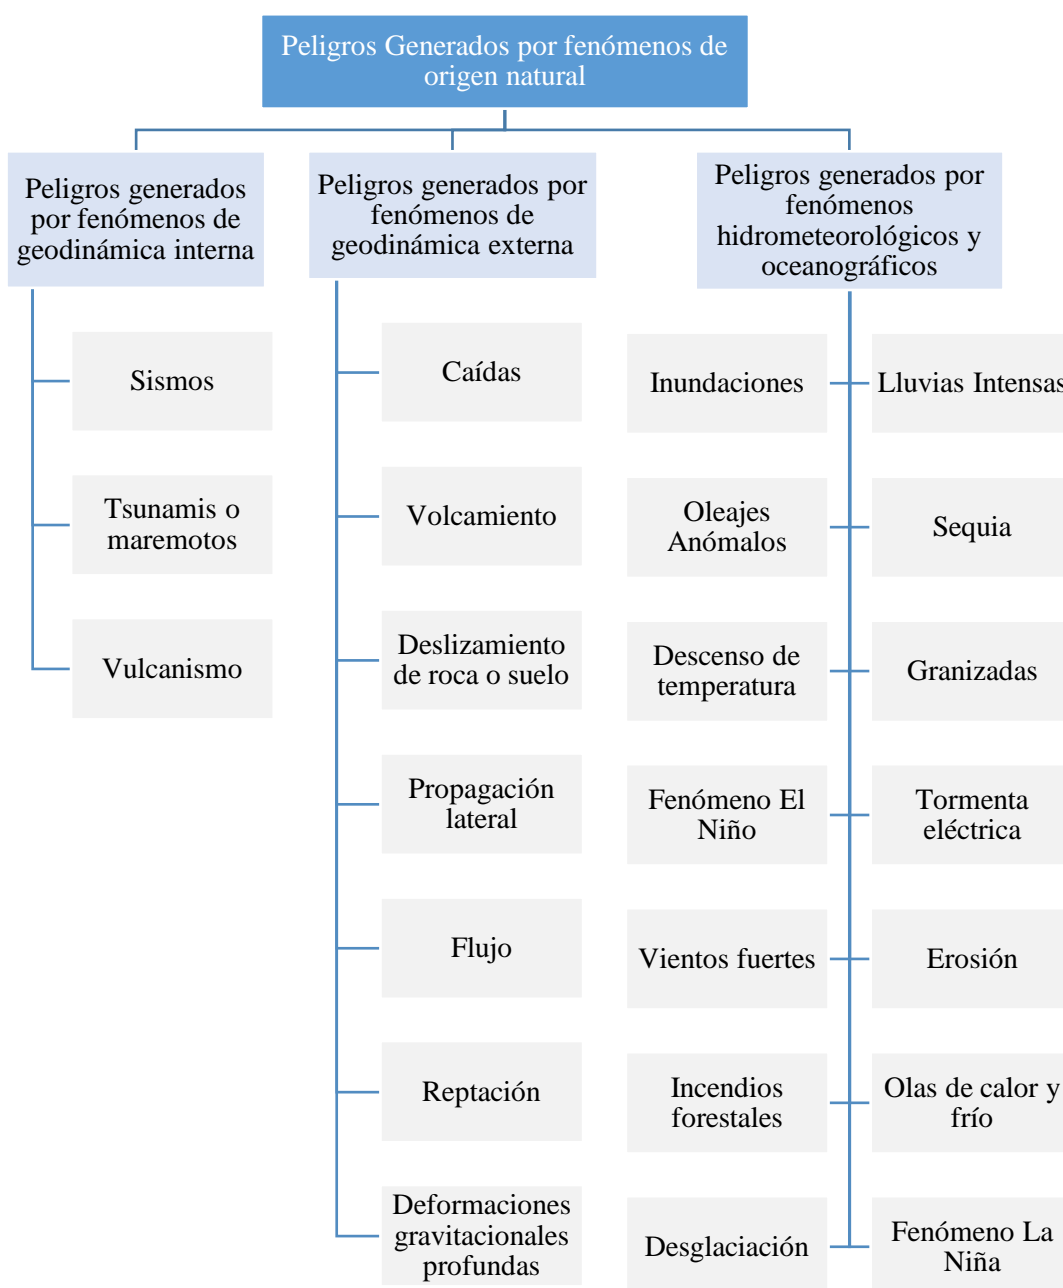 Peligros Generados por fenómenos de
origen natural
Peligros generados
por fenómenos de
geodinámica interna
Sismos
Tsunamis o
maremotos
Vulcanismo
Peligros generados por
fenómenos de
geodinámica externa
Caídas
Volcamiento
Deslizamiento
de roca o suelo
Propagación
lateral
Flujo
Reptación
Deformaciones
gravitacionales
profundas
Peligros generados por
fenómenos
hidrometeorológicos y
oceanográficos
Inundaciones
Lluvias Intensas
Oleajes
Anómalos
Sequia
Descenso de
temperatura
Granizadas
Fenómeno El
Niño
Tormenta
eléctrica
Vientos fuertes
Erosión
Incendios
forestales
Olas de calor y
frío
Desglaciación
Fenómeno La
Niña